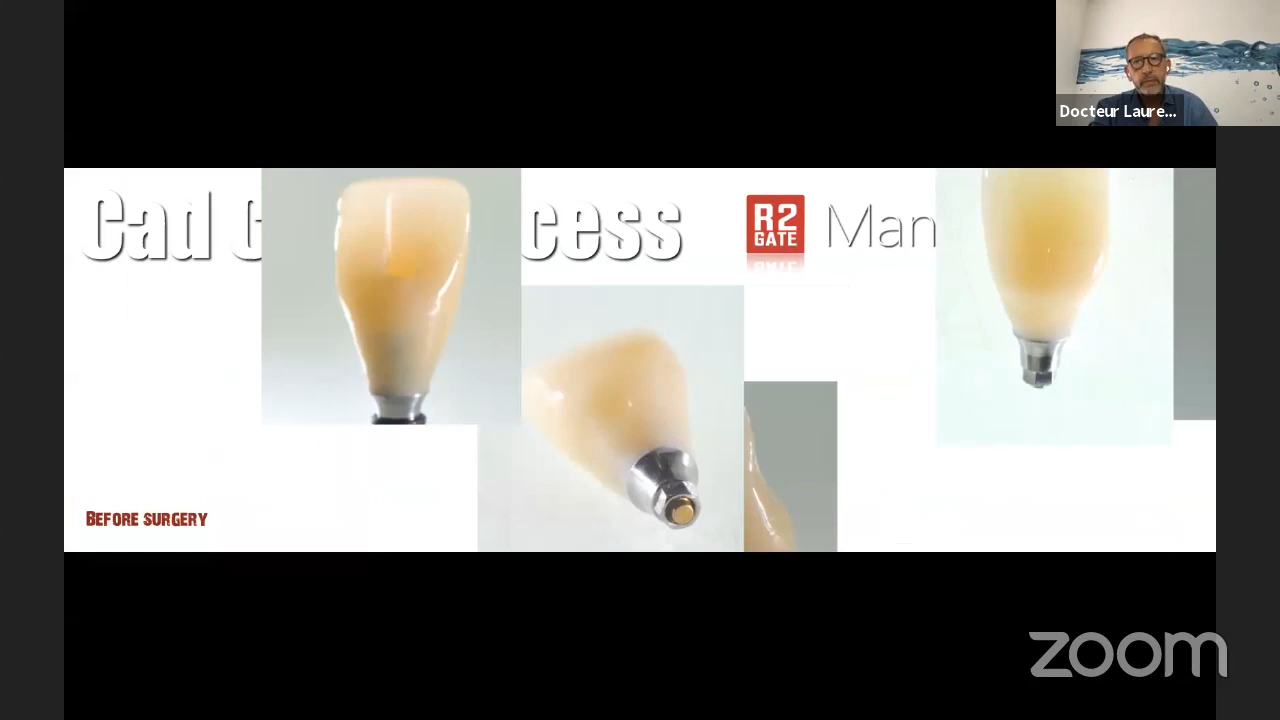 Docteur Laure...
Cad C cess
R2
GATE
Man
BEFORE SURGERY
zoom